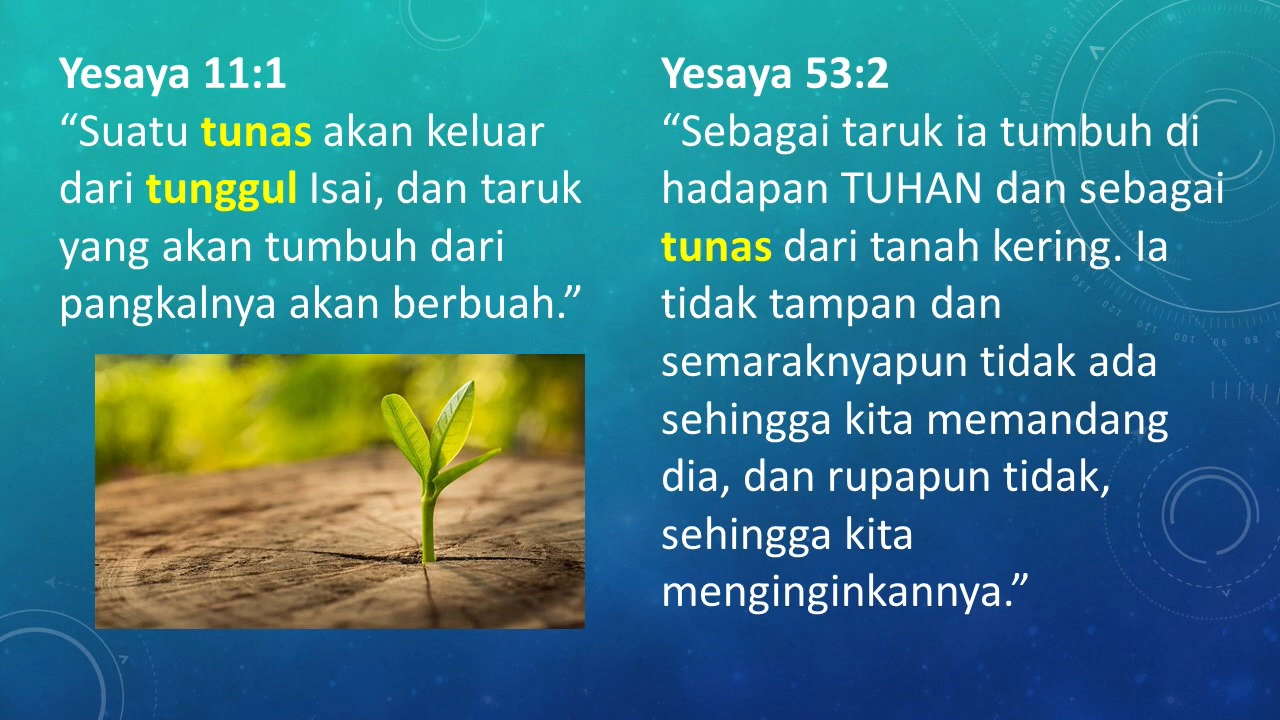 Yesaya 11:1
“Suatu tunas akan keluar
dari tunggul Isai, dan taruk
yang akan tumbuh dari
pangkalnya akan berbuah.”
Yesaya 53:2
“Sebagai taruk ia tumbuh di
hadapan TUHAN dan sebagai
tunas dari tanah kering. Ia
tidak tampan dan
semaraknyapun tidak ada
sehingga kita memandang
dia, dan rupapun tidak,
sehingga kita
menginginkannya.”